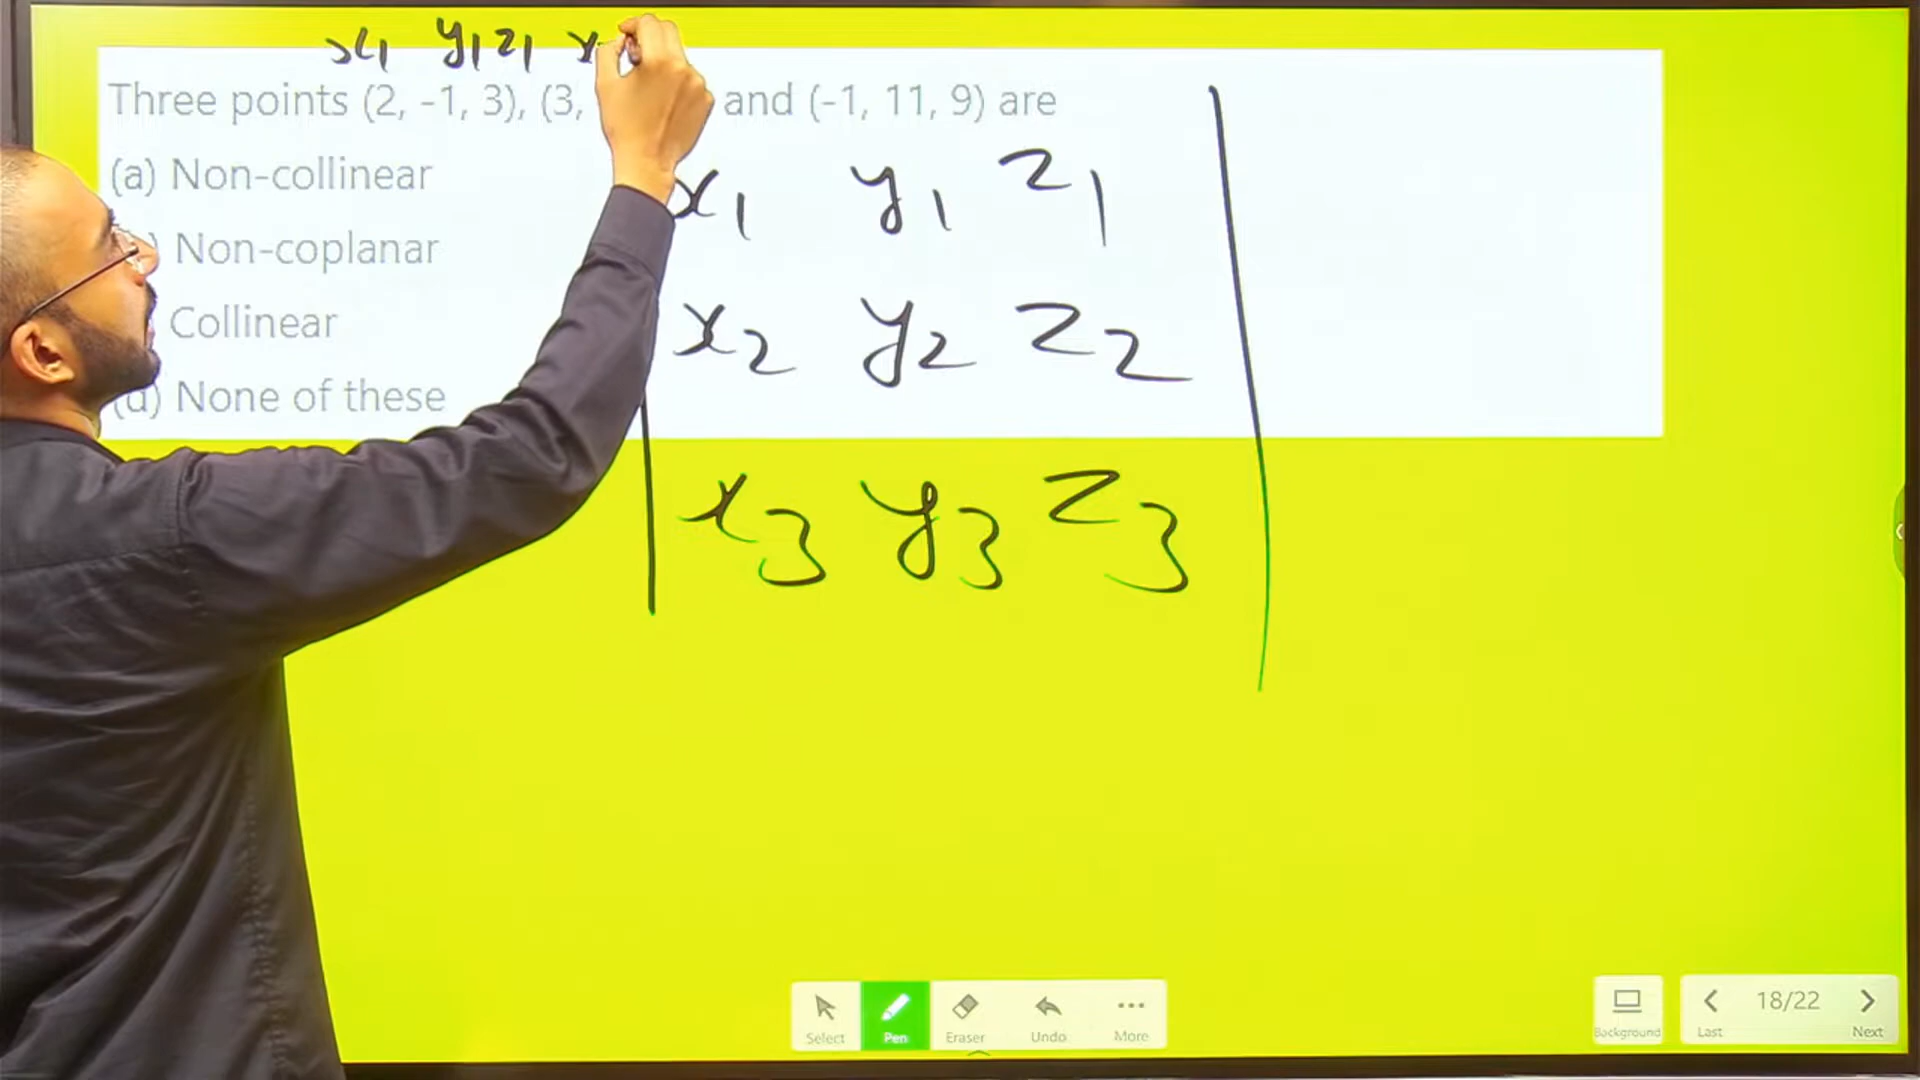 x1 y1 z1 x
Three points (2, -1, 3), (3, and (-1, 11, 9) are
(a) Non-collinear
) Non-coplanar
Collinear
(d) None of these
x1 y1 z1
x2 y2 z2
x3 y3 z3
Select Pen Eraser Undo More
Background
Last 18/22 Next